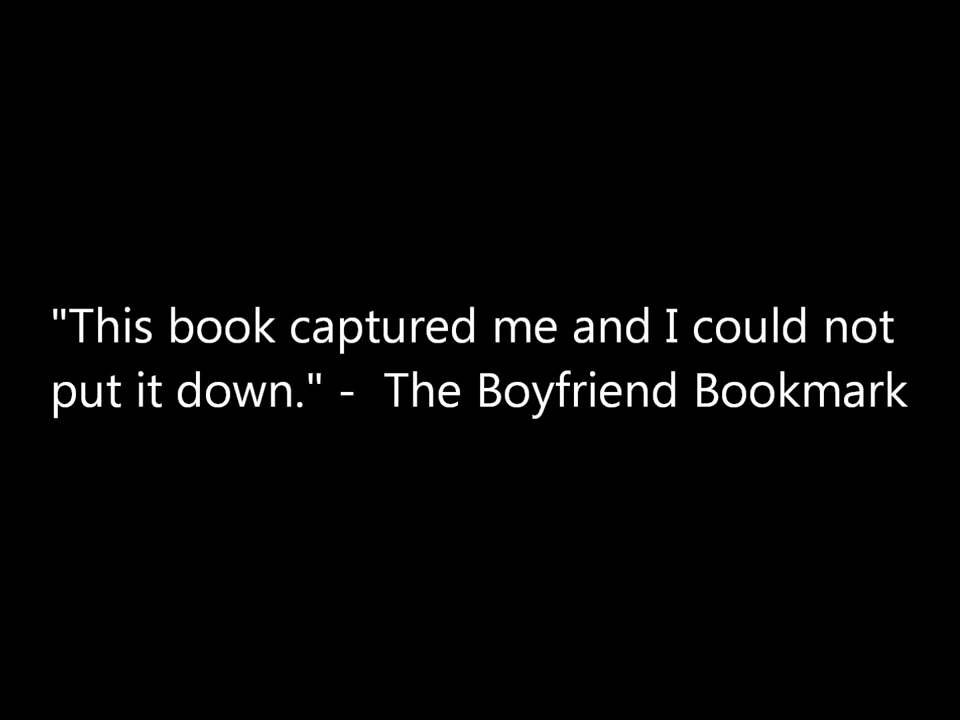 "This book captured me and I could not
put it down." -  The Boyfriend Bookmark